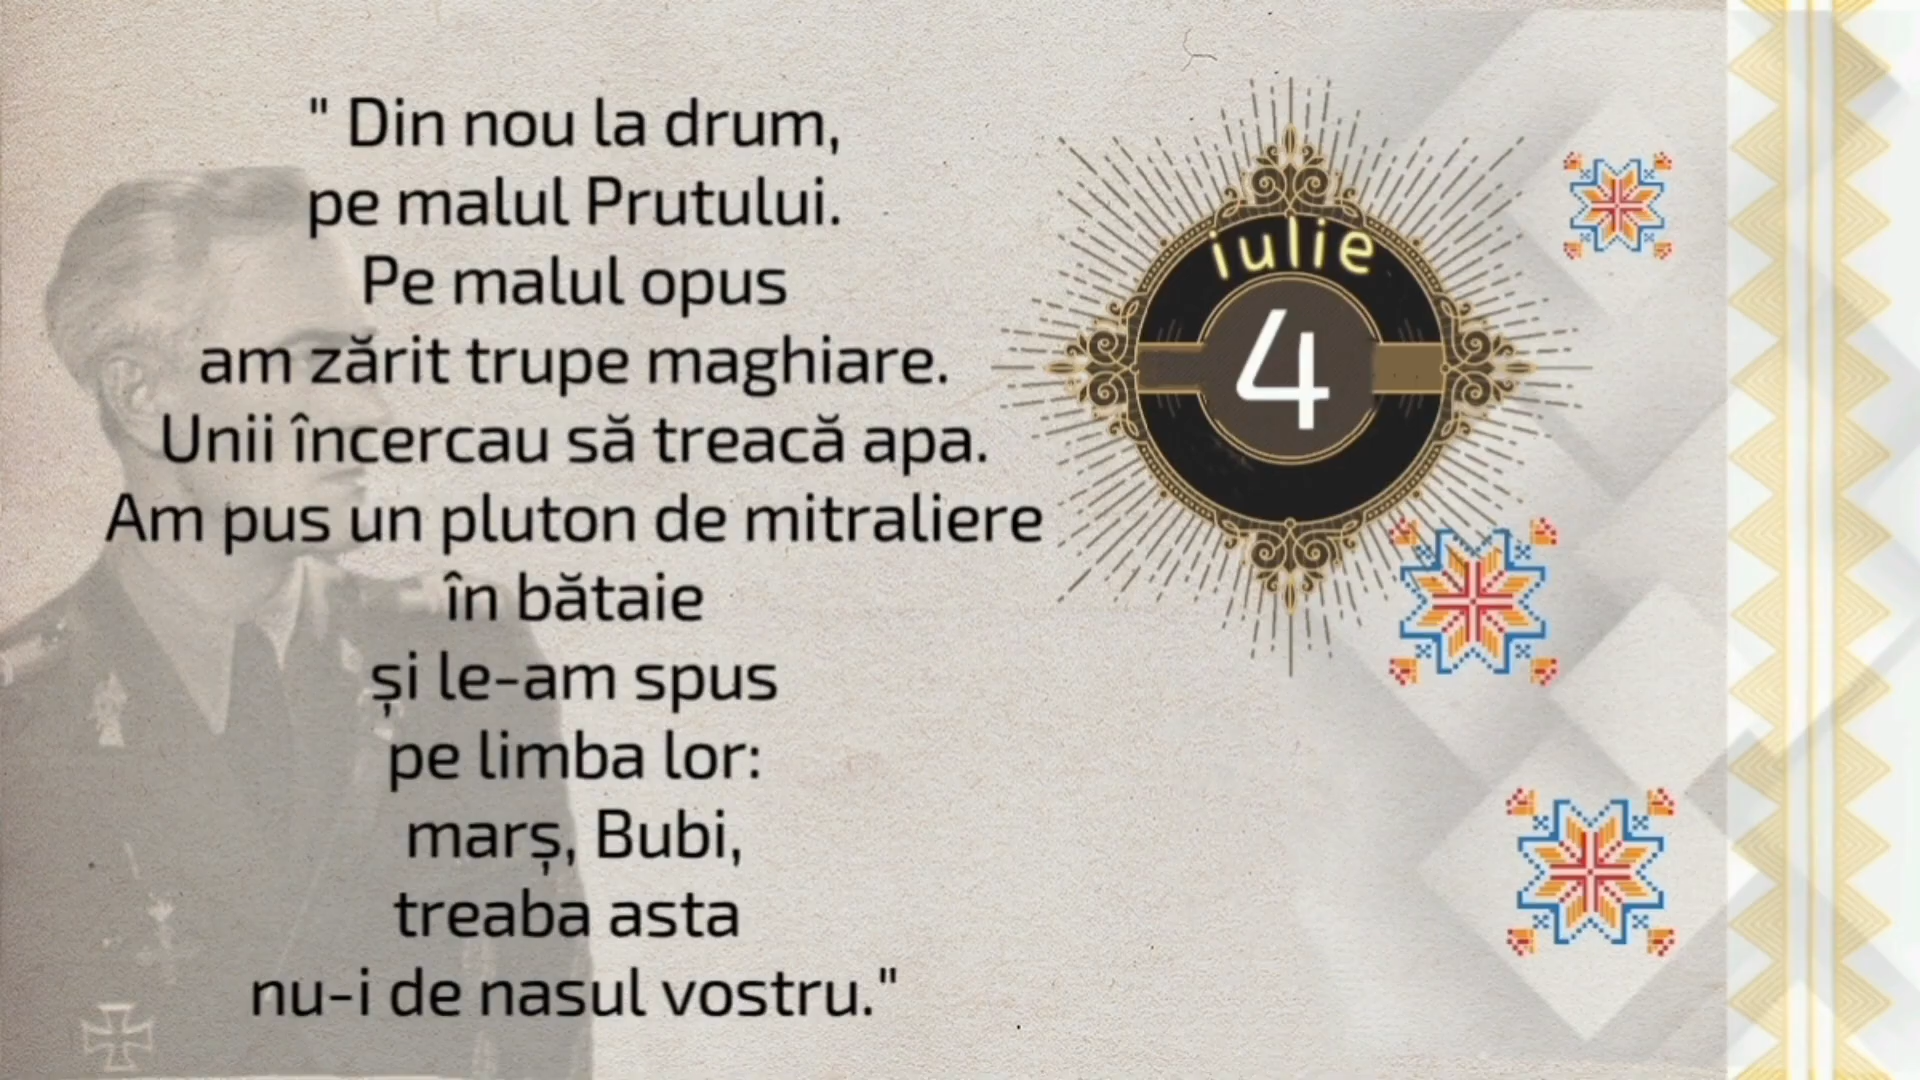 " Din nou la drum,
pe malul Prutului.
Pe malul opus
am zărit trupe maghiare.
Unii încercau să treacă apa.
Am pus un pluton de mitraliere
în bătaie
și le-am spus
pe limba lor:
marș, Bubi,
treaba asta
nu-i de nasul vostru."
iulie
4